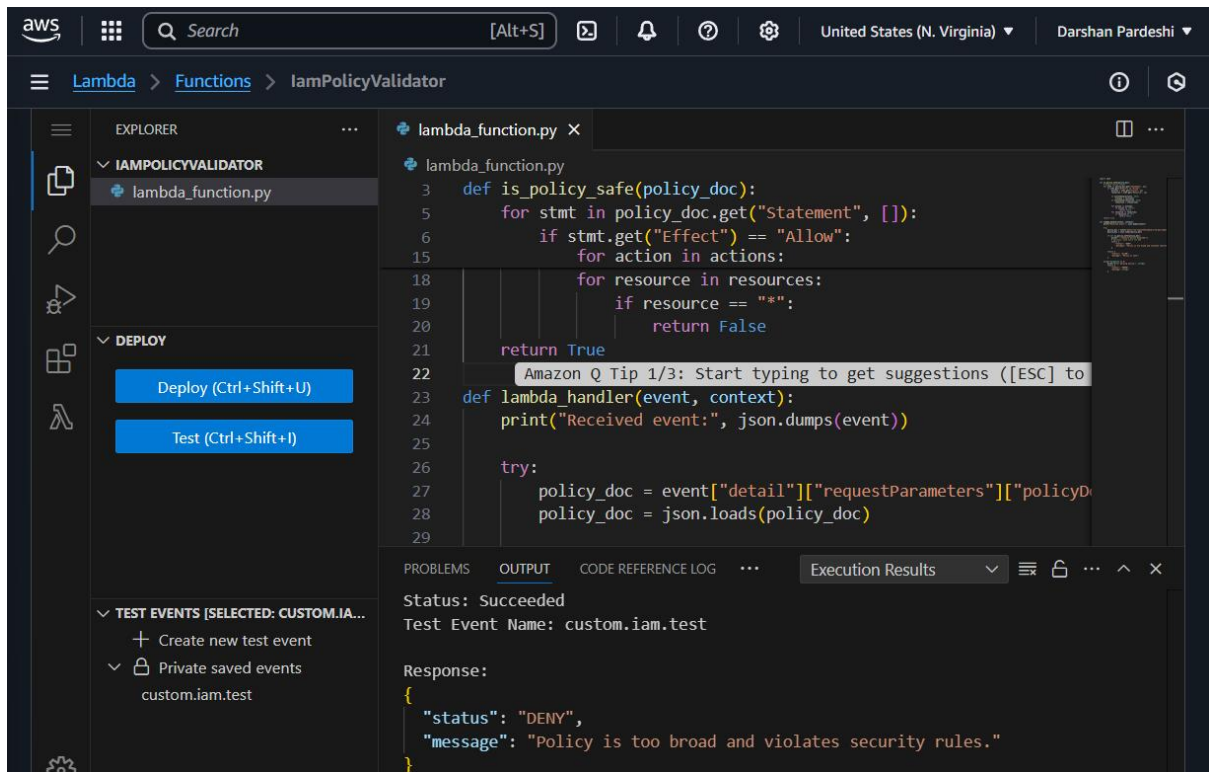 aws
Search [Alt+S] United States (N. Virginia) ▼ Darshan Pardeshi ▼
Lambda > Functions > IamPolicyValidator
EXPLORER ...
IAMPOLICYVALIDATOR
lambda_function.py
DEPLOY
Deploy (Ctrl+Shift+U)
Test (Ctrl+Shift+I)
TEST EVENTS [SELECTED: CUSTOM.IA...
+ Create new test event
Private saved events
custom.iam.test
lambda_function.py ×
lambda_function.py
3 def is_policy_safe(policy_doc):
5 for stmt in policy_doc.get("Statement", []):
6 if stmt.get("Effect") == "Allow":
15 for action in actions:
18 for resource in resources:
19 if resource == "*":
20 return False
21 return True
22 Amazon Q Tip 1/3: Start typing to get suggestions ([ESC] to
23 def lambda_handler(event, context):
24 print("Received event:", json.dumps(event))
25
26 try:
27 policy_doc = event["detail"]["requestParameters"]["policyD
28 policy_doc = json.loads(policy_doc)
29
PROBLEMS OUTPUT CODE REFERENCE LOG ... Execution Results
Status: Succeeded
Test Event Name: custom.iam.test
Response:
{
"status": "DENY",
"message": "Policy is too broad and violates security rules."
}